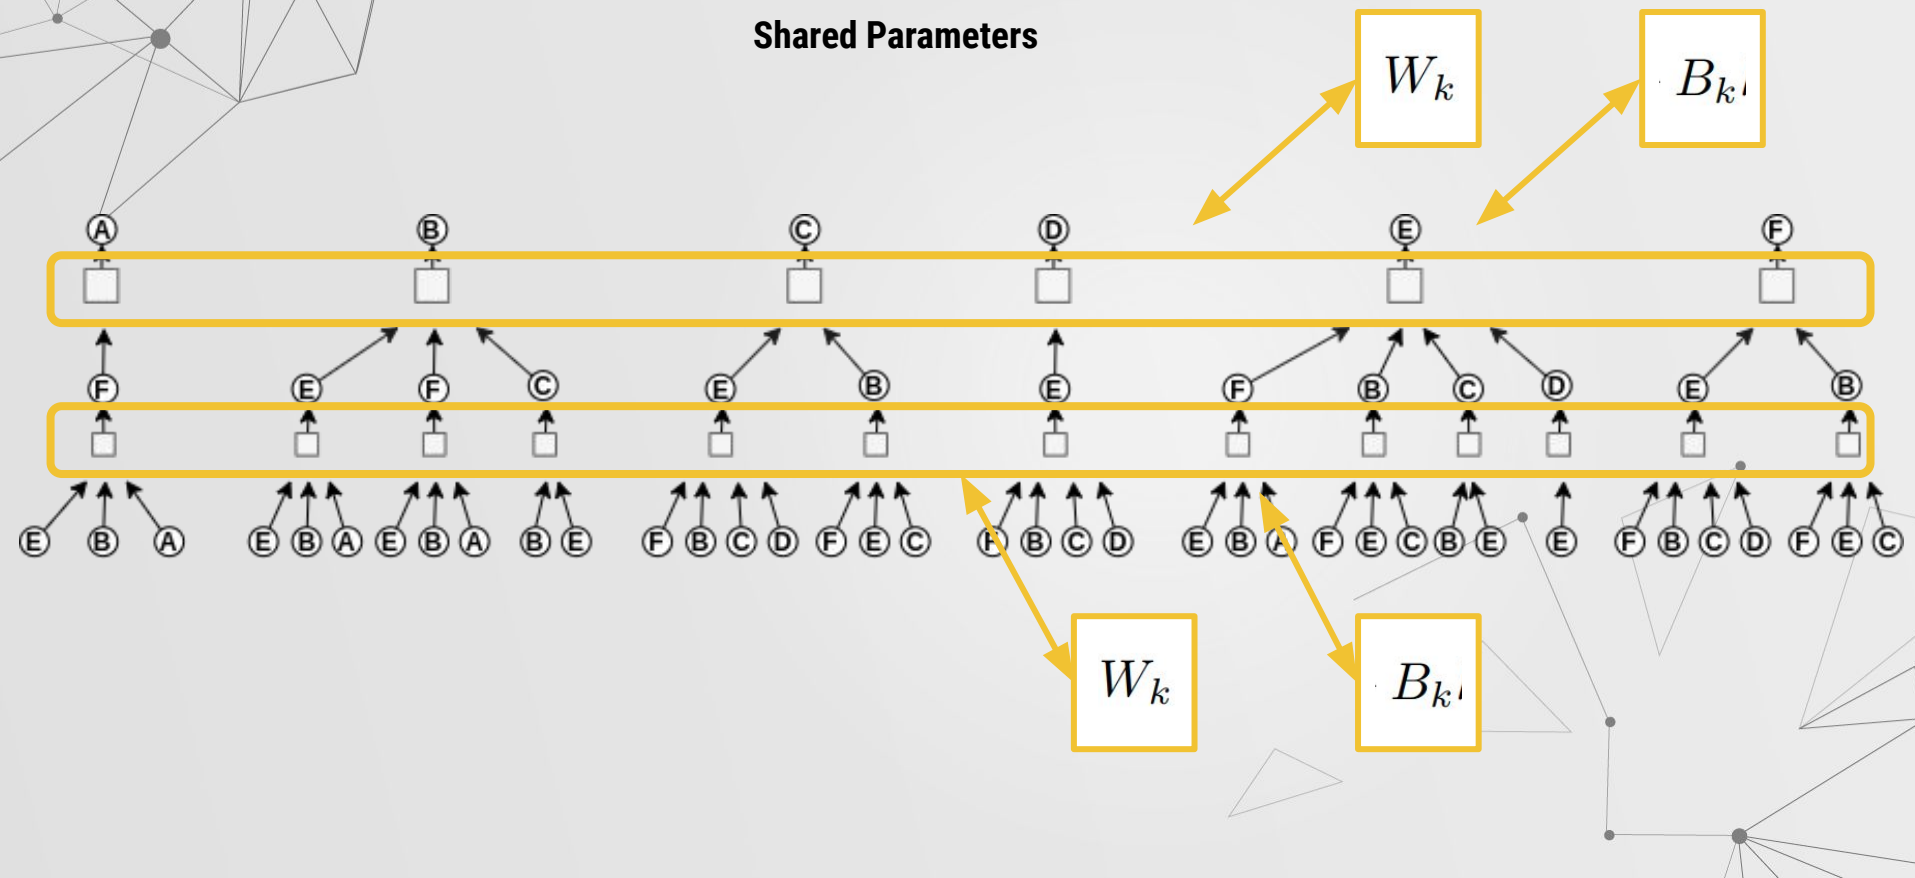 Shared Parameters
W_k
B_k
A B C D E F
F E F C E B E F B C D E B
E B A E B A E B A B E F B C D F E C F B C D E B A F E C B E E F B C D F E C
W_k
B_k